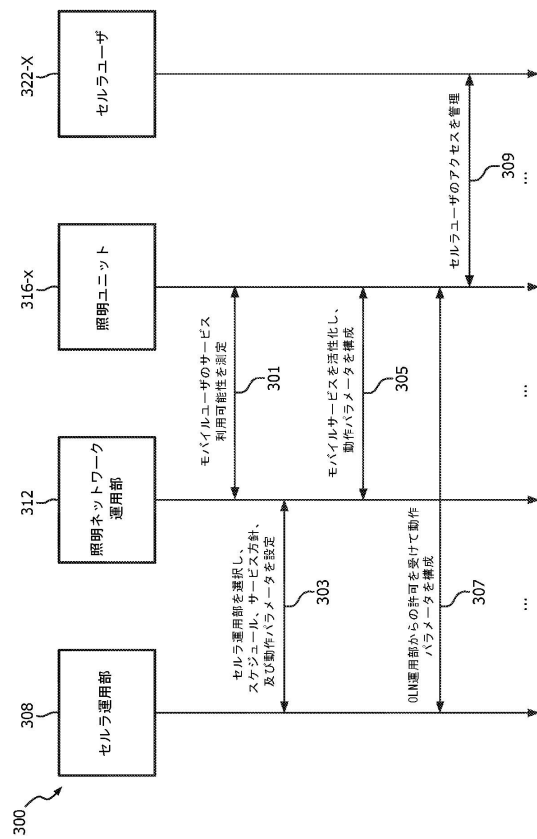 300
308
セルラ運用部
312
照明ネットワーク
運用部
316-x
照明ユニット
322-X
セルラユーザ
モバイルユーザのサービス
利用可能性を測定
301
セルラ運用部を選択し、
スケジュール、サービス方針、
及び動作パラメータを設定
303
モバイルサービスを活性化し、
動作パラメータを構成
305
OLN運用部からの許可を受けて動作
パラメータを構成
307
セルラユーザのアクセスを管理
309
...
...
...